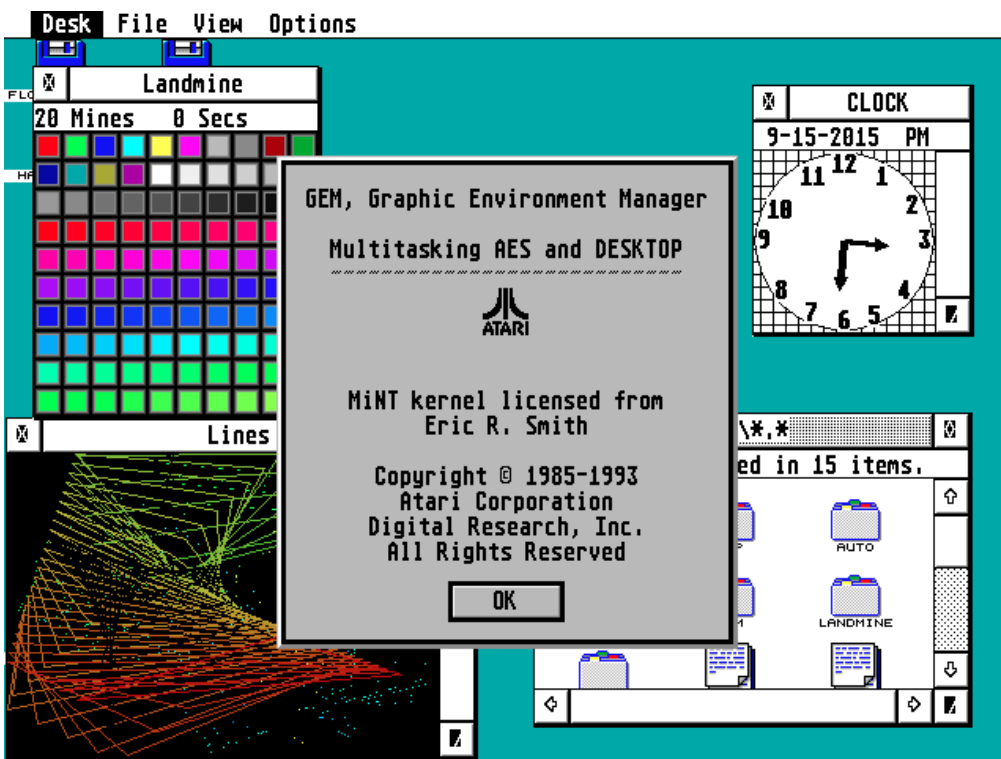 Desk File View Options
Landmine
20 Mines 0 Secs
CLOCK
9-15-2015 PM
12
11
1
10
2
9
3
8
4
7
5
6
GEM, Graphic Environment Manager
Multitasking AES and DESKTOP
ATARI
MiNT kernel licensed from
Eric R. Smith
Copyright © 1985-1993
Atari Corporation
Digital Research, Inc.
All Rights Reserved
OK
Lines
\*.*
in 15 items.
AUTO
LANDMINE